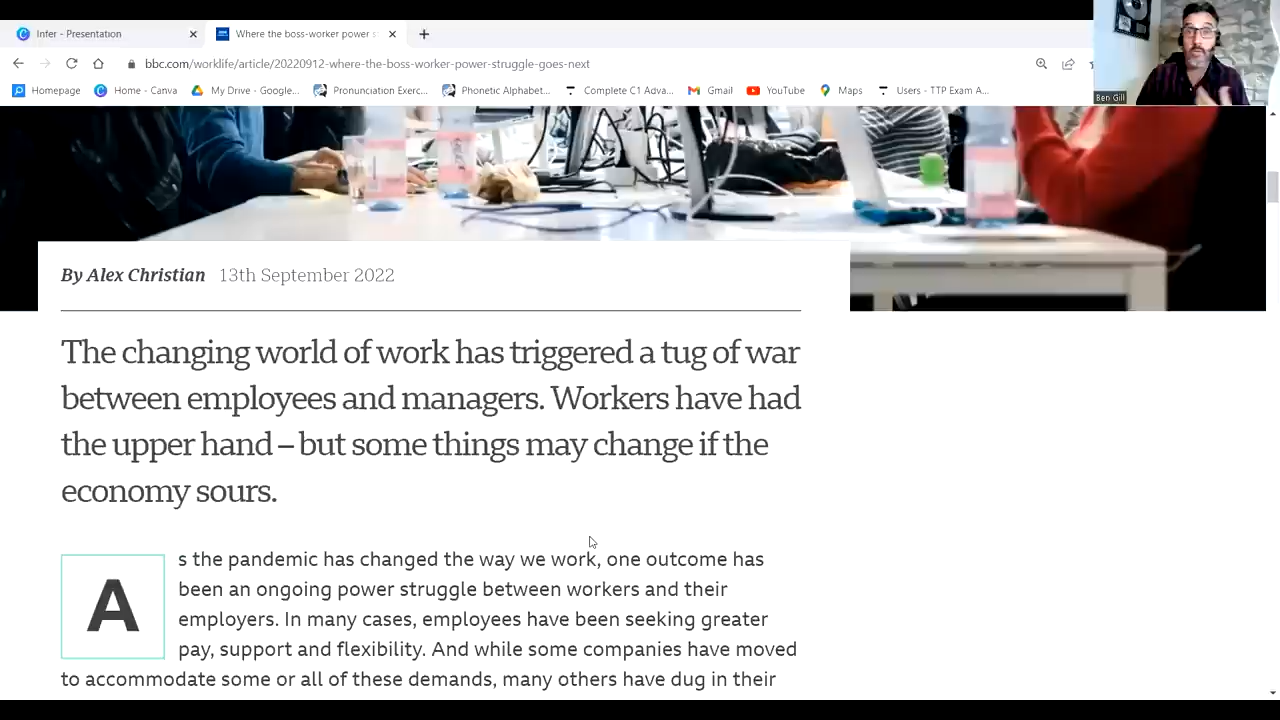 Infer - Presentation
Where the boss-worker power s
bbc.com/worklife/article/20220912-where-the-boss-worker-power-struggle-goes-next
Homepage
Home - Canva
My Drive - Google...
Pronunciation Exerc...
Phonetic Alphabet...
Complete C1 Adva...
Gmail
YouTube
Maps
Users - TTP Exam A...
Ben Gill
By Alex Christian 13th September 2022
The changing world of work has triggered a tug of war
between employees and managers. Workers have had
the upper hand – but some things may change if the
economy sours.
As the pandemic has changed the way we work, one outcome has
been an ongoing power struggle between workers and their
employers. In many cases, employees have been seeking greater
pay, support and flexibility. And while some companies have moved
to accommodate some or all of these demands, many others have dug in their